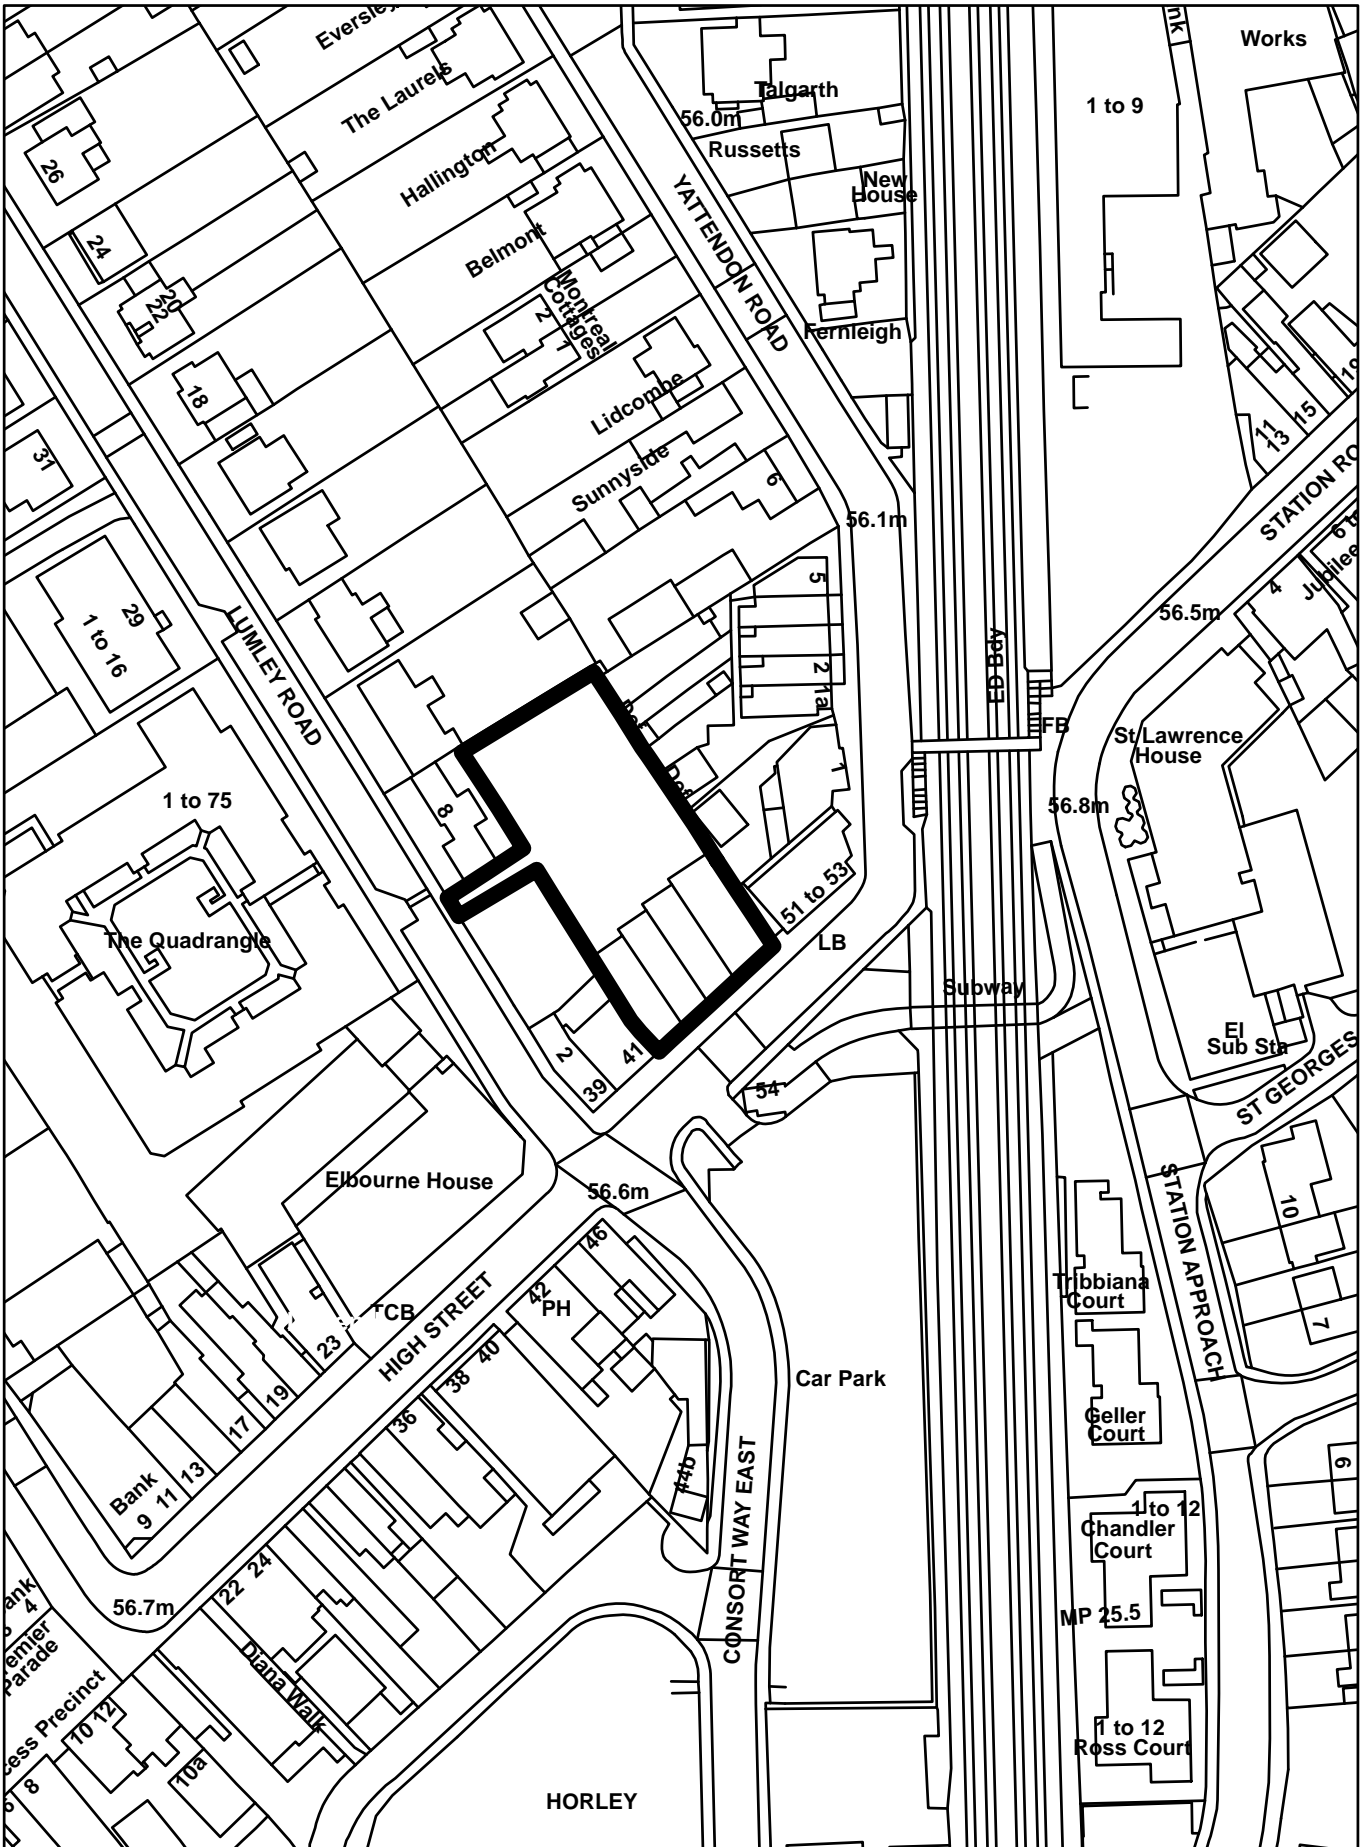 Works
1 to 9
The Laurels
Talgarth
56.0m
Russetts
New
House
Hallington
26
24
20
22
Belmont
Montreal
Cottages
2
1
YATTENDON ROAD
Fernleigh
18
Lidcombe
Sunnyside
6
31
11
13
15
19
56.1m
5
4
56.5m
29
1 to 16
LUMLEY ROAD
2
1a
ED Bdy
FB
St Lawrence
House
1
56.8m
1 to 75
8
51 to 53
LB
The Quadrangle
Subway
El
Sub Sta
ST GEORGES
2
39
41
54
Elbourne House
56.6m
STATION APPROACH
10
7
46
42
PH
TCB
HIGH STREET
23
19
17
13
11
9
Bank
40
38
36
Tribbiana
Court
Car Park
Geller
Court
44b
CONSORT WAY EAST
6
1 to 12
Chandler
Court
MP 25.5
24
22
56.7m
4
Parade
Diana Walk
10 12
10a
8
1 to 12
Ross Court
HORLEY